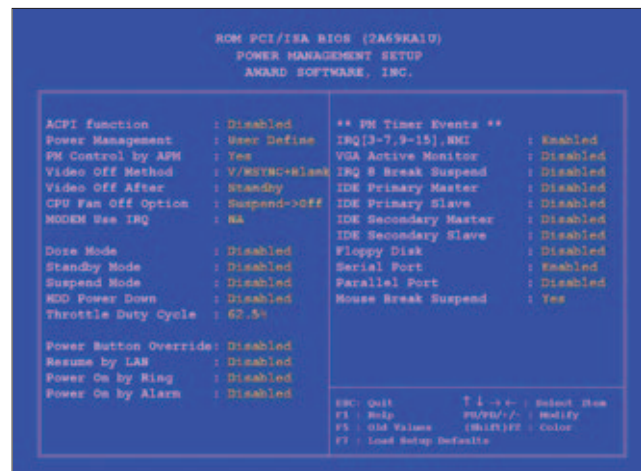 ROM PCI/ISA BIOS (2A69KA1U)
POWER MANAGEMENT SETUP
AWARD SOFTWARE, INC.
ACPI function : Disabled
Power Management : User Define
PM Control by APM : Yes
Video Off Method : V/HSYNC+Blank
Video Off After : Standby
CPU Fan Off Option : Suspend->Off
MODEM Use IRQ : NA
Doze Mode : Disabled
Standby Mode : Disabled
Suspend Mode : Disabled
HDD Power Down : Disabled
Throttle Duty Cycle : 62.5%
Power Button Override: Disabled
Resume by LAN : Disabled
Power On by Ring : Disabled
Power On by Alarm : Disabled
** PM Timer Events **
IRQ[3-7,9-15],NMI : Enabled
VGA Active Monitor : Disabled
IRQ 8 Break Suspend : Disabled
IDE Primary Master : Disabled
IDE Primary Slave : Disabled
IDE Secondary Master : Disabled
IDE Secondary Slave : Disabled
Floppy Disk : Disabled
Serial Port : Enabled
Parallel Port : Disabled
Mouse Break Suspend : Yes
ESC: Quit ↑ ↓ → ← : Select Item
F1 : Help PU/PD/+/- : Modify
F5 : Old Values (Shift)F2 : Color
F7 : Load Setup Defaults